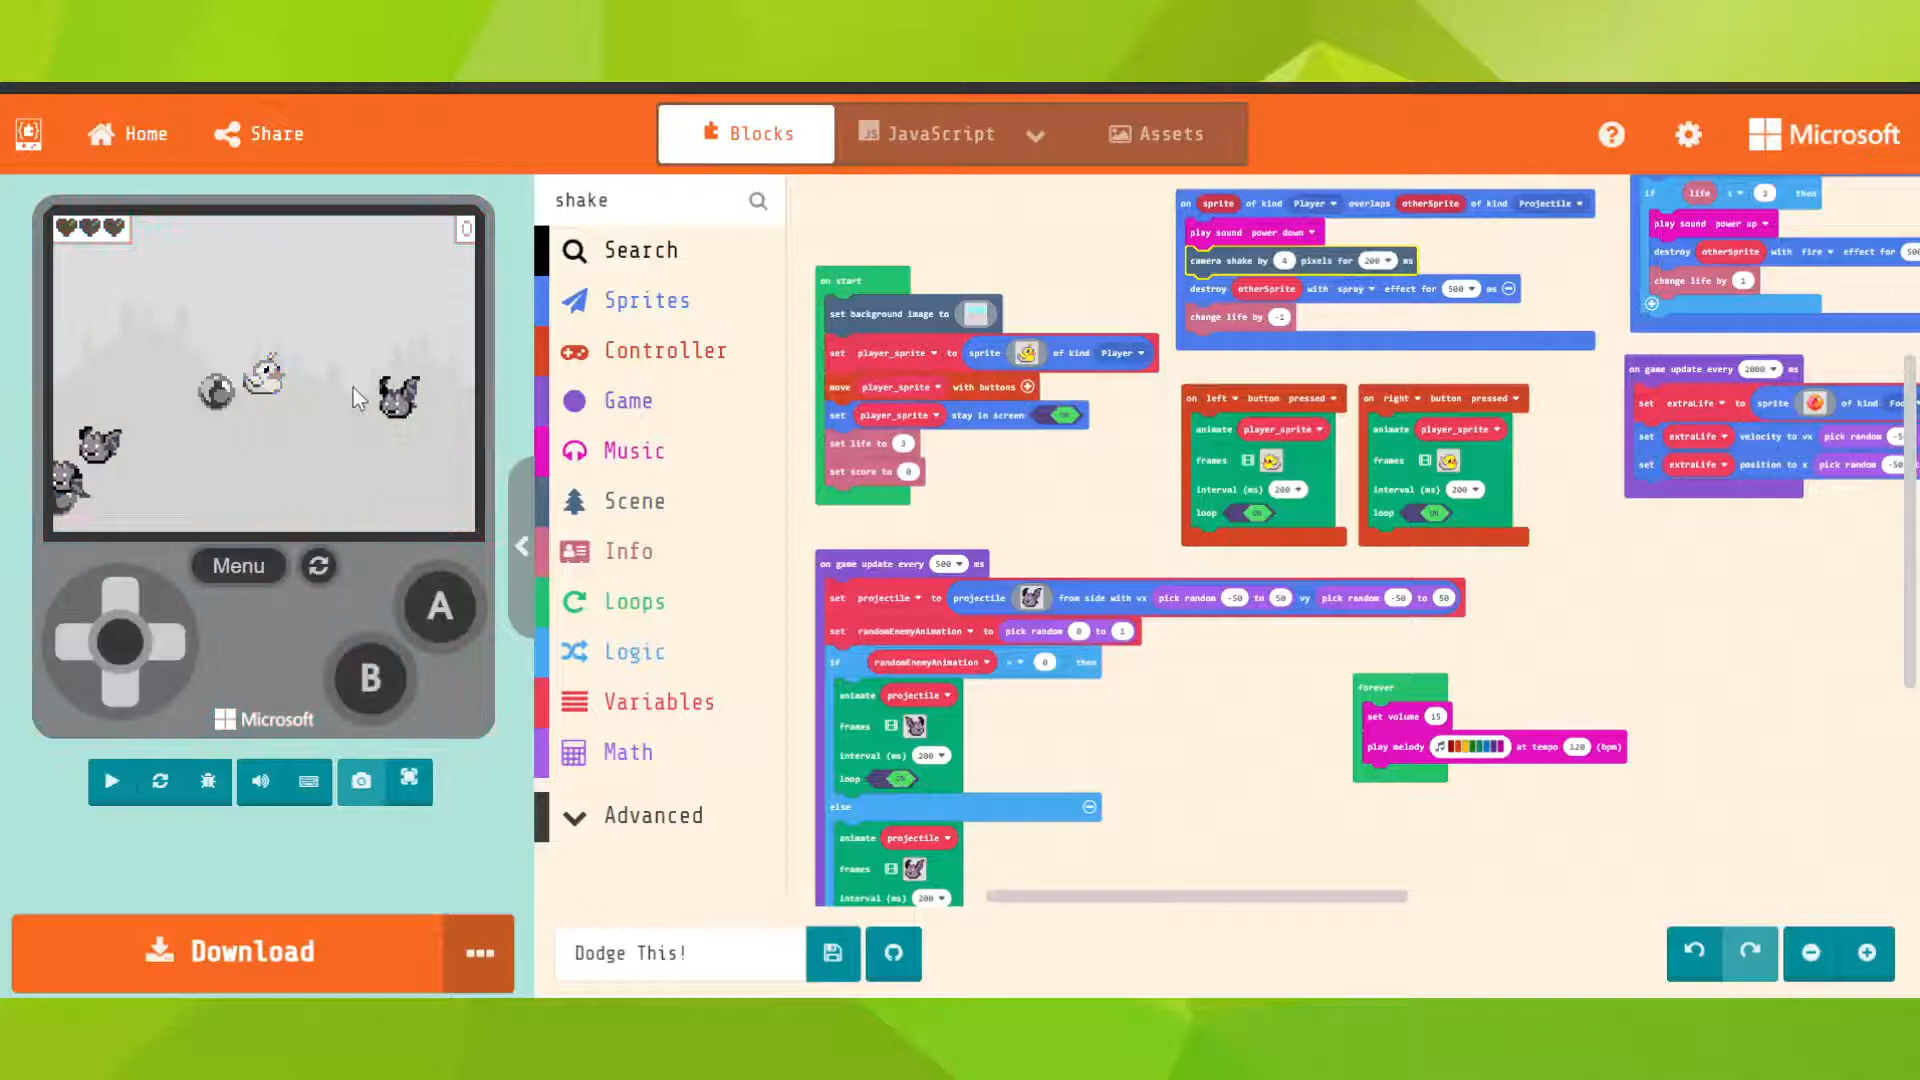 Home
Share
Blocks
JS JavaScript
Assets
Microsoft
0
Menu
A
B
Microsoft
Download
shake
Search
Sprites
Controller
Game
Music
Scene
Info
Loops
Logic
Variables
Math
Advanced
Dodge This!
on start
set background image to
set player_sprite to sprite of kind Player
move player_sprite with buttons
set player_sprite stay in screen ON
set life to 3
set score to 0
on game update every 500 ms
set projectile to projectile from side with vx pick random -50 to 50 vy pick random -50 to 50
set randomEnemyAnimation to pick random 0 to 1
if randomEnemyAnimation = 0 then
animate projectile
frames
interval (ms) 200
loop ON
else
animate projectile
frames
interval (ms) 200
on sprite of kind Player overlaps otherSprite of kind Projectile
play sound power down
camera shake by 4 pixels for 200 ms
destroy otherSprite with spray effect for 500 ms
change life by -1
on left button pressed
animate player_sprite
frames
interval (ms) 200
loop ON
on right button pressed
animate player_sprite
frames
interval (ms) 200
loop ON
forever
set volume 15
play melody at tempo 120 (bpm)
if life ≤ 2 then
play sound power up
destroy otherSprite with fire effect for 500
change life by 1
on game update every 2000 ms
set extraLife to sprite of kind Foo
set extraLife velocity to vx pick random -5
set extraLife position to x pick random -50